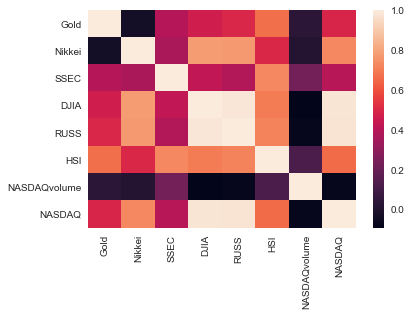 Gold
Nikkei
SSEC
DJIA
RUSS
HSI
NASDAQvolume
NASDAQ
Gold
Nikkei
SSEC
DJIA
RUSS
HSI
NASDAQvolume
NASDAQ
1.0
0.8
0.6
0.4
0.2
0.0